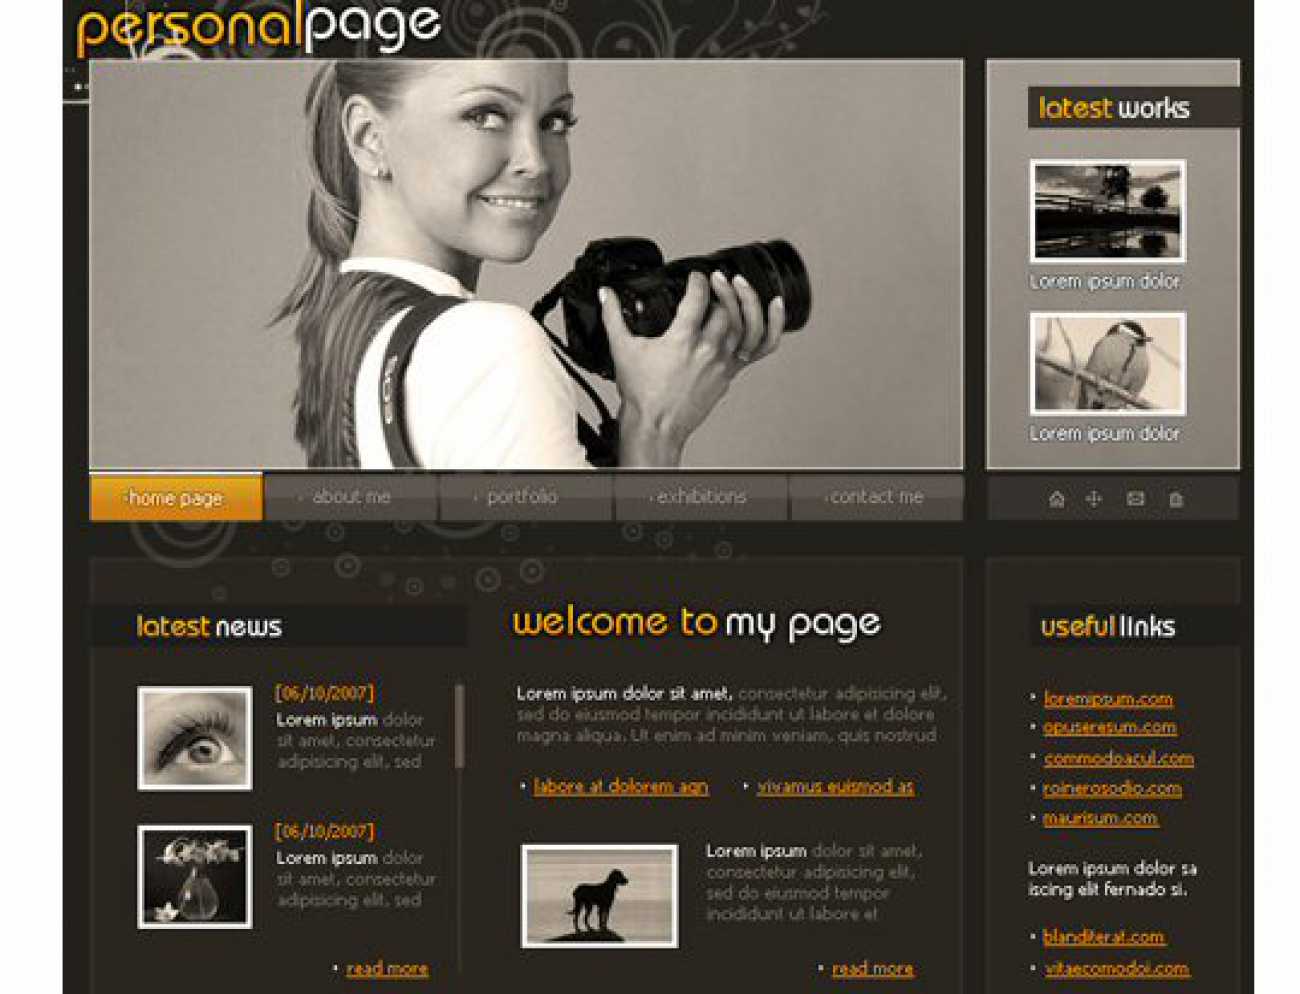 personalpage
EOS
latest works
Lorem ipsum dolor
Lorem ipsum dolor
home page
about me
portfolio
exhibitions
contact me
latest news
[06/10/2007]
Lorem ipsum dolor
sit amet, consectetur
adipisicing elit, sed
[06/10/2007]
Lorem ipsum dolor
sit amet, consectetur
adipisicing elit, sed
read more
welcome to my page
Lorem ipsum dolor sit amet, consectetur adipisicing elit,
sed do eiusmod tempor incididunt ut labore et dolore
magna aliqua. Ut enim ad minim veniam, quis nostrud
labore at dolorem aqn
vivamus euismod as
Lorem ipsum dolor sit amet,
consectetur adipisicing elit,
sed do eiusmod tempor
incididunt ut labore et
read more
useful links
loremipsum.com
opuseresum.com
commodoacul.com
roinerosodio.com
maurisum.com
Lorem ipsum dolor sa
iscing elit fernado si.
blanditerat.com
vitaecomodoi.com